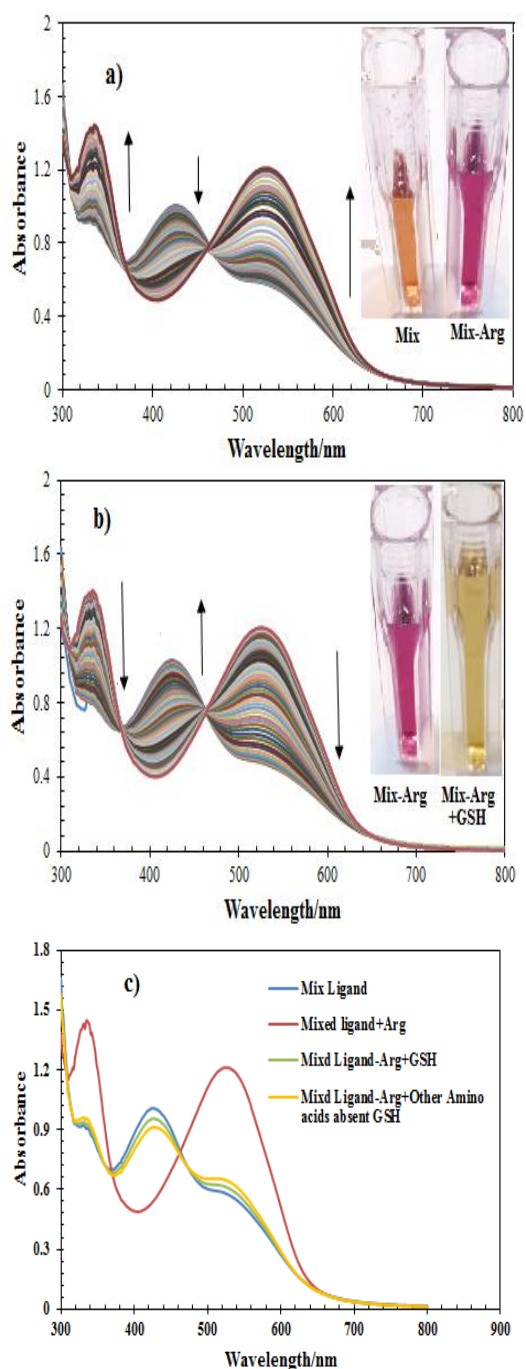 2
1.6
1.2
0.8
0.4
0
Absorbance
a)
Mix
Mix-Arg
300
400
500
600
700
800
Wavelength/nm
2
1.6
1.2
0.8
0.4
0
Absorbance
b)
Mix-Arg
Mix-Arg
+GSH
300
400
500
600
700
800
Wavelength/nm
1.8
1.5
1.2
0.9
0.6
0.3
0
Absorbance
c)
Mix Ligand
Mixed ligand+Arg
Mixd Ligand-Arg+GSH
Mixd Ligand-Arg+Other Amino
acids absent GSH
300
400
500
600
700
800
900
Wavelength/nm